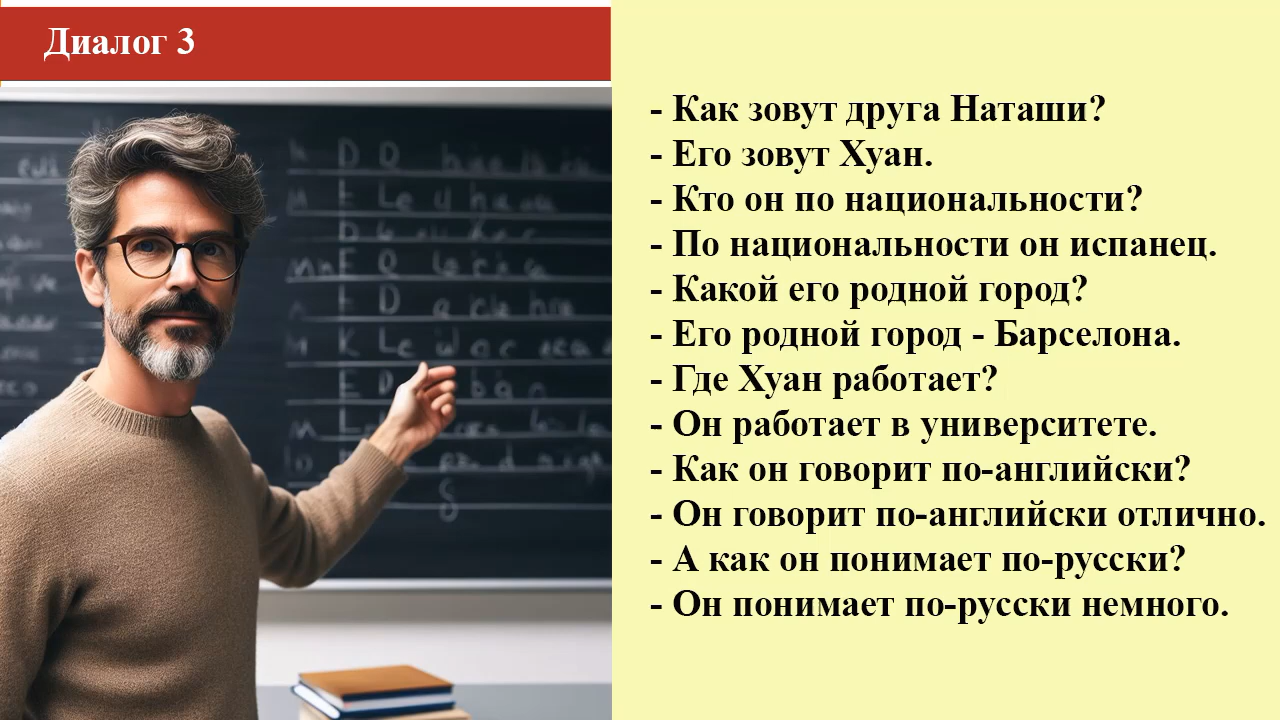 Диалог 3
- Как зовут друга Наташи?
- Его зовут Хуан.
- Кто он по национальности?
- По национальности он испанец.
- Какой его родной город?
- Его родной город - Барселона.
- Где Хуан работает?
- Он работает в университете.
- Как он говорит по-английски?
- Он говорит по-английски отлично.
- А как он понимает по-русски?
- Он понимает по-русски немного.